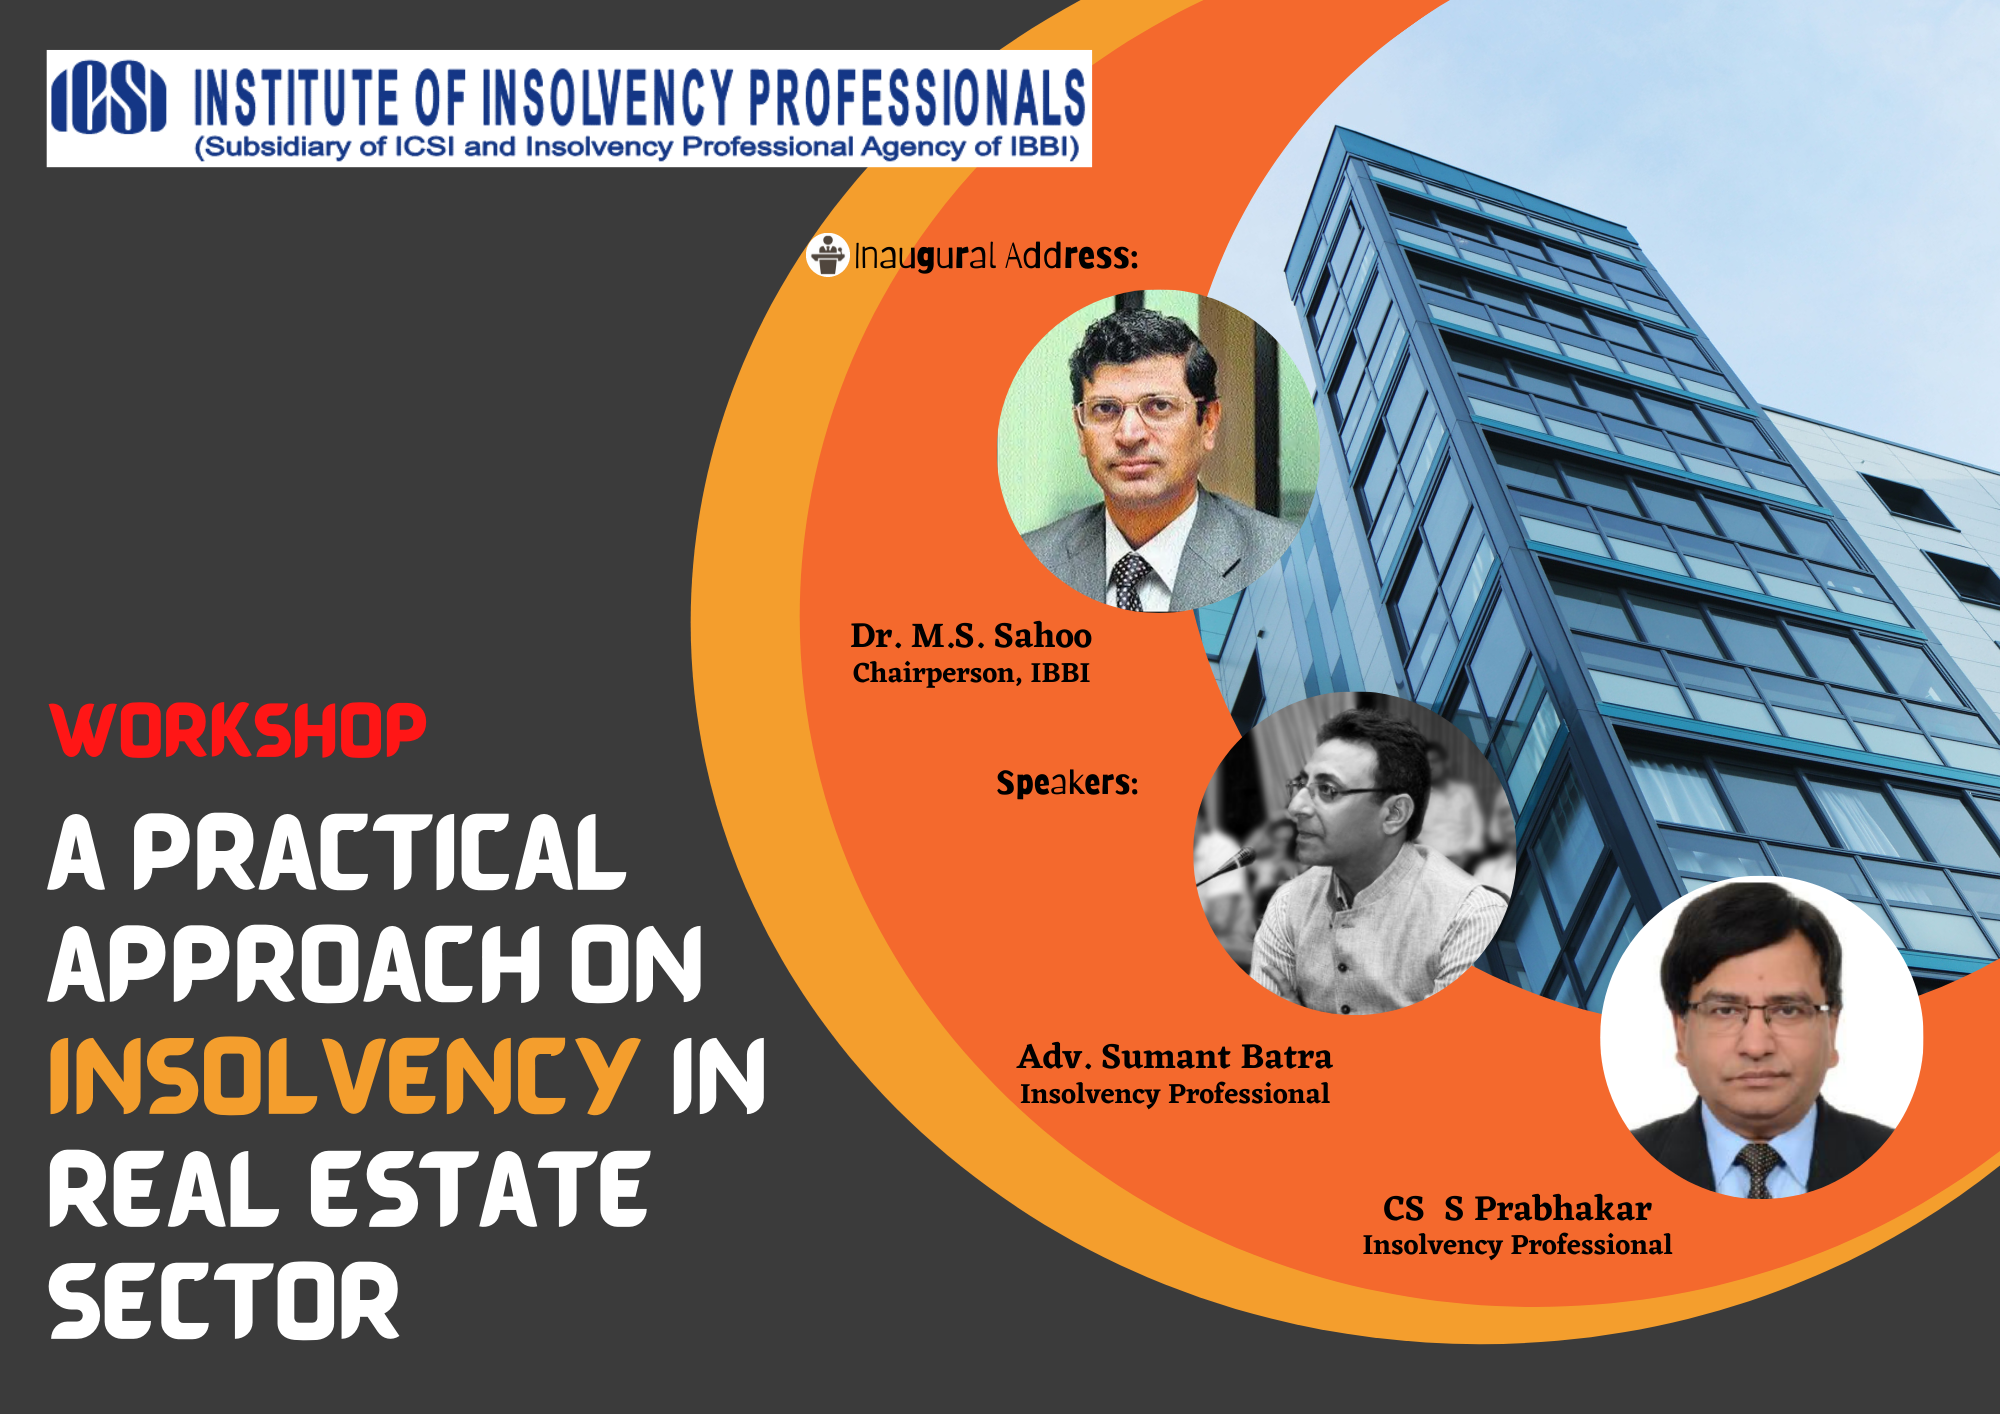 ICSI INSTITUTE OF INSOLVENCY PROFESSIONALS
(Subsidiary of ICSI and Insolvency Professional Agency of IBBI)
Inaugural Address:
Dr. M.S. Sahoo
Chairperson, IBBI
Speakers:
Adv. Sumant Batra
Insolvency Professional
CS S Prabhakar
Insolvency Professional
WORKSHOP
A PRACTICAL
APPROACH ON
INSOLVENCY IN
REAL ESTATE
SECTOR